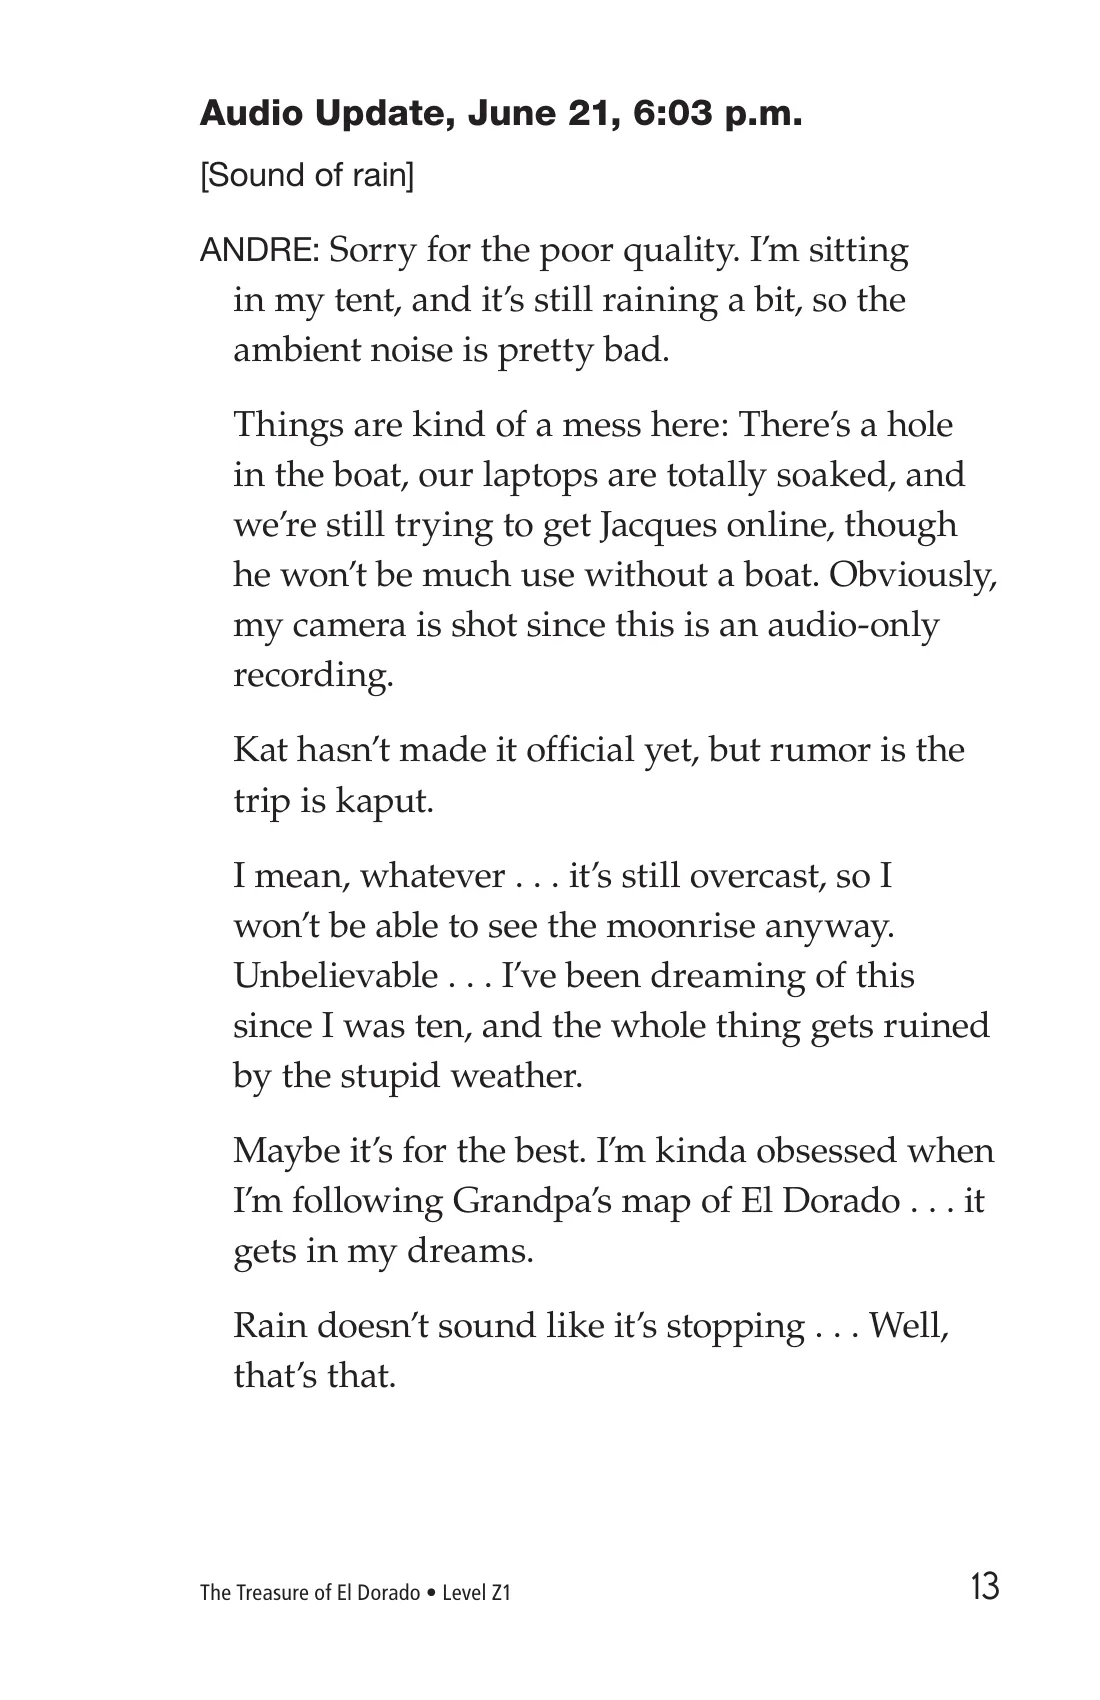 Audio Update, June 21, 6:03 p.m.
[Sound of rain]
ANDRE: Sorry for the poor quality. I’m sitting
in my tent, and it’s still raining a bit, so the
ambient noise is pretty bad.
Things are kind of a mess here: There’s a hole
in the boat, our laptops are totally soaked, and
we’re still trying to get Jacques online, though
he won’t be much use without a boat. Obviously,
my camera is shot since this is an audio-only
recording.
Kat hasn’t made it official yet, but rumor is the
trip is kaput.
I mean, whatever . . . it’s still overcast, so I
won’t be able to see the moonrise anyway.
Unbelievable . . . I’ve been dreaming of this
since I was ten, and the whole thing gets ruined
by the stupid weather.
Maybe it’s for the best. I’m kinda obsessed when
I’m following Grandpa’s map of El Dorado . . . it
gets in my dreams.
Rain doesn’t sound like it’s stopping . . . Well,
that’s that.
The Treasure of El Dorado • Level Z1
13